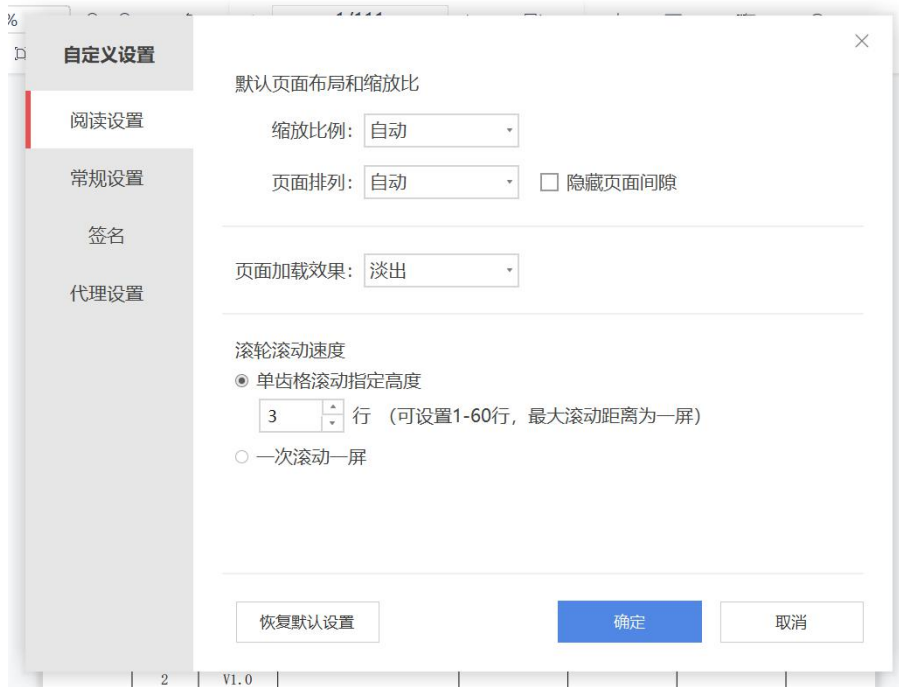 %
1/111
自定义设置
默认页面布局和缩放比
阅读设置
缩放比例： 自动
常规设置
页面排列： 自动 隐藏页面间隙
签名
页面加载效果： 淡出
代理设置
滚轮滚动速度
单齿格滚动指定高度
3 行 （可设置1-60行，最大滚动距离为一屏）
一次滚动一屏
恢复默认设置 确定 取消
2 V1.0